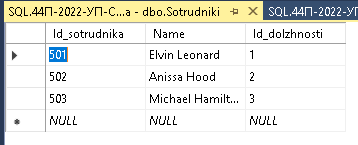 SQL.44П-2022-УП-С...a - dbo.Sotrudniki
SQL.44П-2022-УП
Id_sotrudnika Name Id_dolzhnosti
501 Elvin Leonard 1
502 Anissa Hood 2
503 Michael Hamilt... 3
NULL NULL NULL